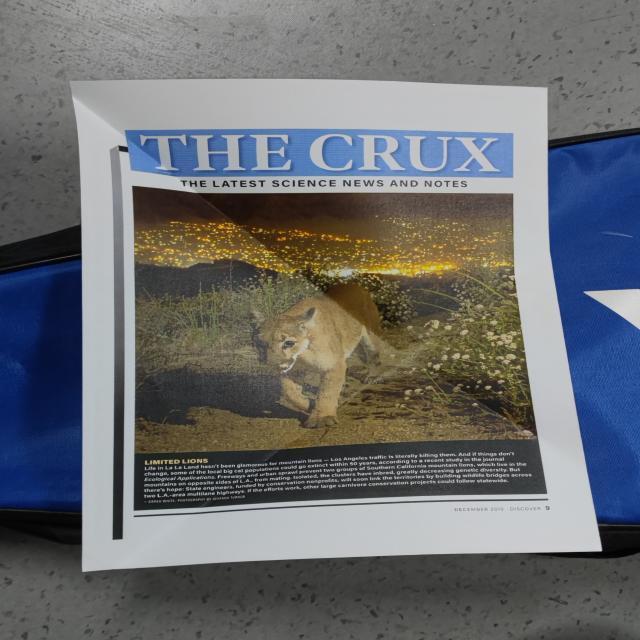 THE CRUX
THE LATEST SCIENCE NEWS AND NOTES
LIMITED LIONS
Life in La La Land hasn't been glamorous for mountain lions — Los Angeles traffic is literally killing them. And if things don't
change, some of the local big cat populations could go extinct within 50 years, according to a recent study in the journal
Ecological Applications. Freeways and urban sprawl prevent two groups of Southern California mountain lions, which live in the
mountains on opposite sides of L.A., from mating. Isolated, the clusters have inbred, greatly decreasing genetic diversity. But
there's hope: State engineers, funded by conservation nonprofits, will soon link the territories by building wildlife bridges across
two L.A.-area multilane highways. If the efforts work, other large carnivore conservation projects could follow statewide.
DECEMBER 2019 . DISCOVER 9